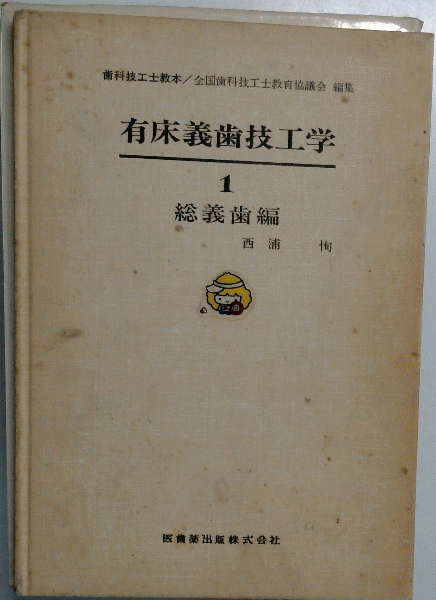 歯科技工士教本/全国歯科技工士教育協議会 編集
有床義歯技工学
1
総義歯編
西浦 恂
医歯薬出版株式会社